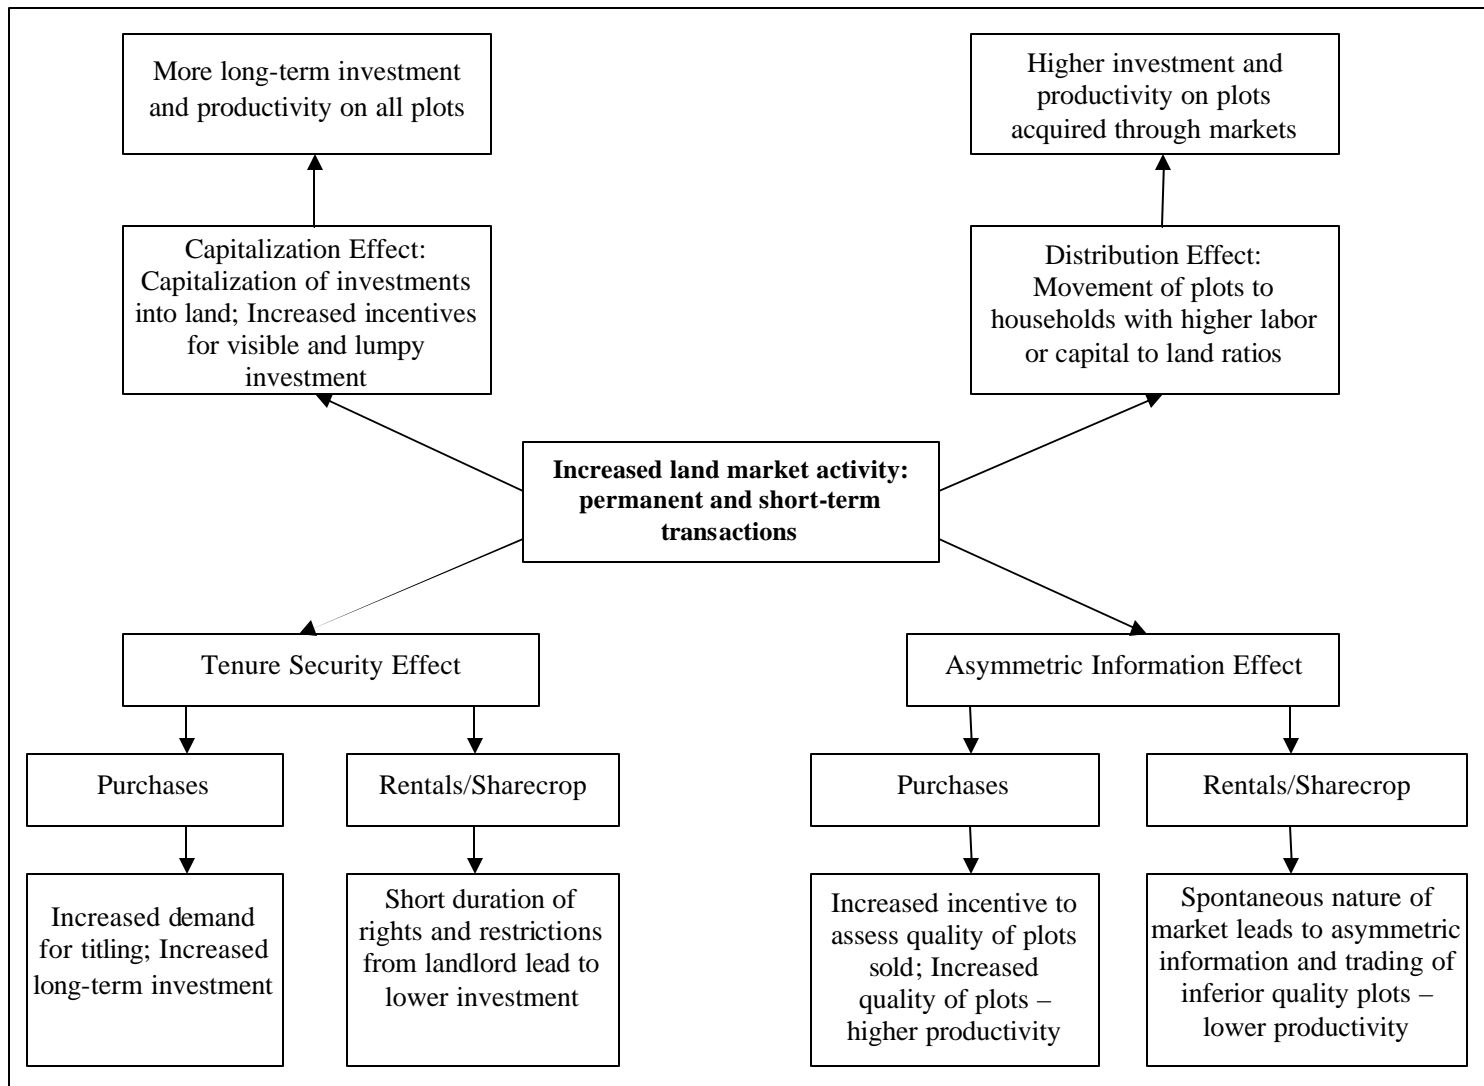 More long-term investment
and productivity on all plots
Higher investment and
productivity on plots
acquired through markets
Capitalization Effect:
Capitalization of investments
into land; Increased incentives
for visible and lumpy
investment
Distribution Effect:
Movement of plots to
households with higher labor
or capital to land ratios
Increased land market activity:
permanent and short-term
transactions
Tenure Security Effect
Asymmetric Information Effect
Purchases
Rentals/Sharecrop
Purchases
Rentals/Sharecrop
Increased demand
for titling; Increased
long-term investment
Short duration of
rights and restrictions
from landlord lead to
lower investment
Increased incentive to
assess quality of plots
sold; Increased
quality of plots –
higher productivity
Spontaneous nature of
market leads to asymmetric
information and trading of
inferior quality plots –
lower productivity